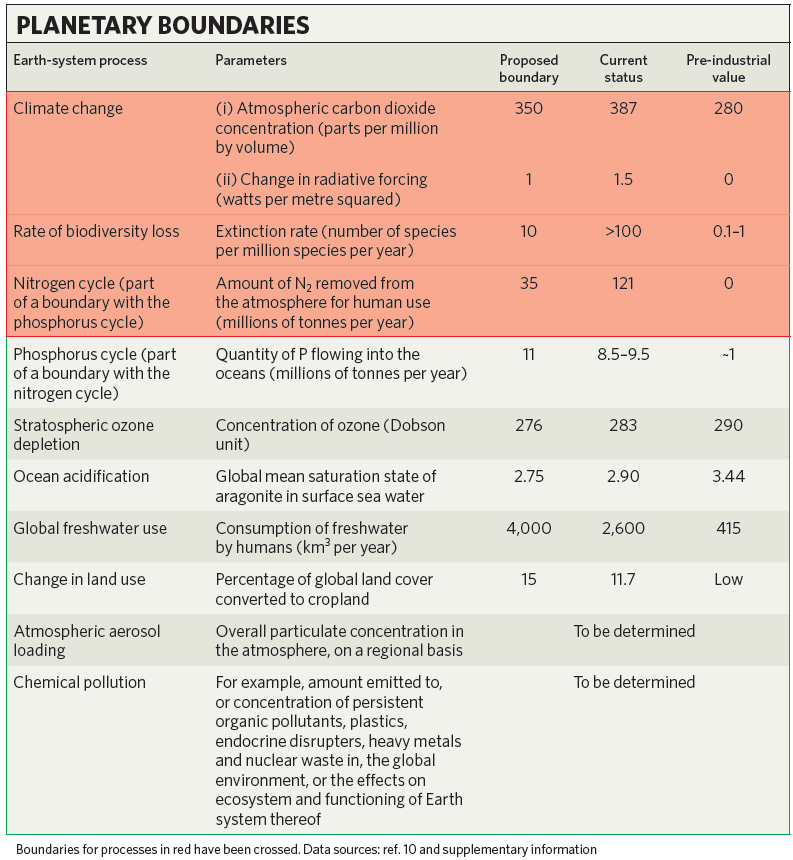 PLANETARY BOUNDARIES
Earth-system process Parameters Proposed boundary Current status Pre-industrial value
Climate change (i) Atmospheric carbon dioxide 350 387 280
concentration (parts per million
by volume)
(ii) Change in radiative forcing 1 1.5 0
(watts per metre squared)
Rate of biodiversity loss Extinction rate (number of species 10 >100 0.1–1
per million species per year)
Nitrogen cycle (part Amount of N₂ removed from 35 121 0
of a boundary with the the atmosphere for human use
phosphorus cycle) (millions of tonnes per year)
Phosphorus cycle (part Quantity of P flowing into the 11 8.5–9.5 ~1
of a boundary with the oceans (millions of tonnes per year)
nitrogen cycle)
Stratospheric ozone Concentration of ozone (Dobson 276 283 290
depletion unit)
Ocean acidification Global mean saturation state of 2.75 2.90 3.44
aragonite in surface sea water
Global freshwater use Consumption of freshwater 4,000 2,600 415
by humans (km³ per year)
Change in land use Percentage of global land cover 15 11.7 Low
converted to cropland
Atmospheric aerosol Overall particulate concentration in To be determined
loading the atmosphere, on a regional basis
Chemical pollution For example, amount emitted to, To be determined
or concentration of persistent
organic pollutants, plastics,
endocrine disrupters, heavy metals
and nuclear waste in, the global
environment, or the effects on
ecosystem and functioning of Earth
system thereof
Boundaries for processes in red have been crossed. Data sources: ref. 10 and supplementary information